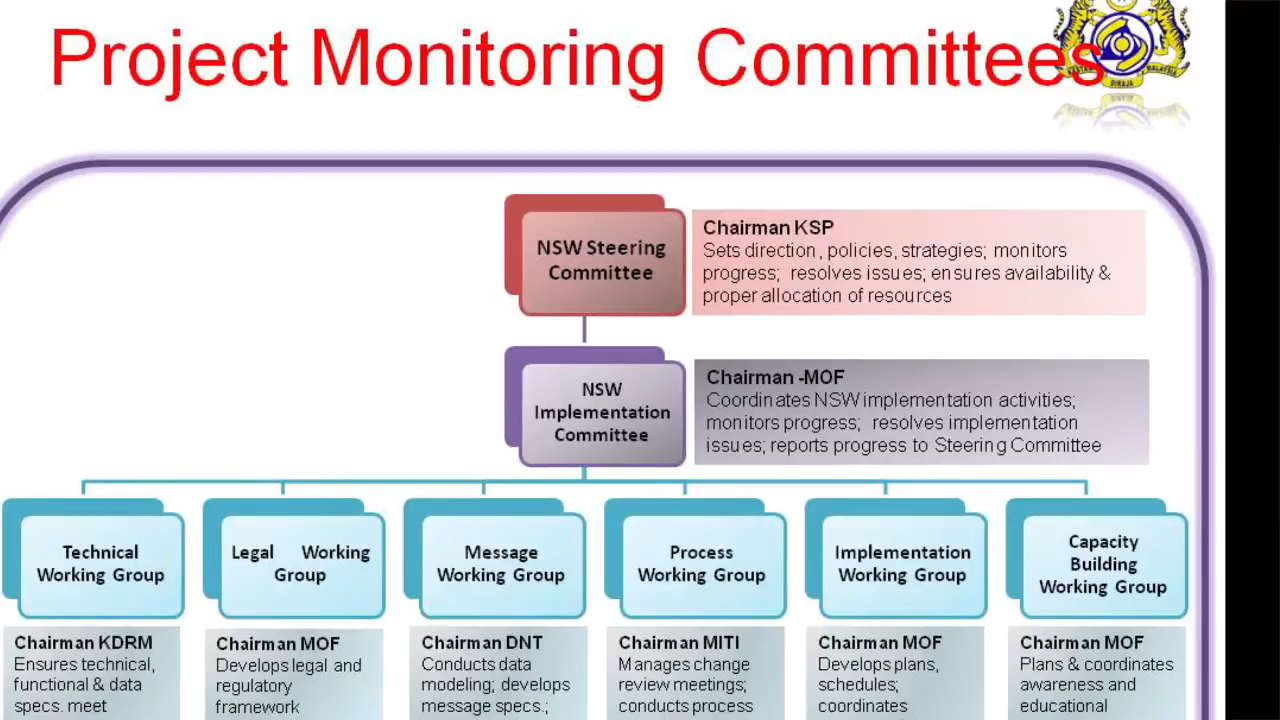 Project Monitoring Committees
NSW Steering
Committee
Chairman KSP
Sets direction, policies, strategies; monitors
progress; resolves issues; ensures availability &
proper allocation of resources
NSW
Implementation
Committee
Chairman -MOF
Coordinates NSW implementation activities;
monitors progress; resolves implementation
issues; reports progress to Steering Committee
Technical
Working Group
Legal Working
Group
Message
Working Group
Process
Working Group
Implementation
Working Group
Capacity
Building
Working Group
Chairman KDRM
Ensures technical,
functional & data
specs. meet
Chairman MOF
Develops legal and
regulatory
framework
Chairman DNT
Conducts data
modeling; develops
message specs.;
Chairman MITI
Manages change
review meetings;
conducts process
Chairman MOF
Develops plans,
schedules;
coordinates
Chairman MOF
Plans & coordinates
awareness and
educational